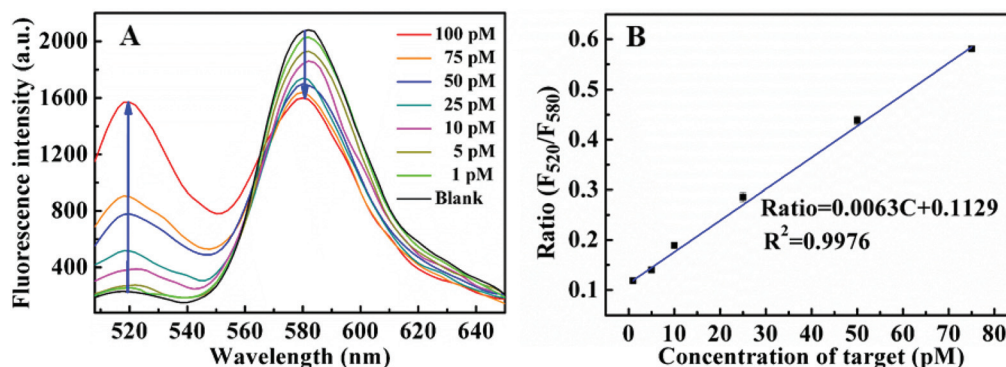 A
Fluorescence intensity (a.u.)
2000
1600
1200
800
400
100 pM
75 pM
50 pM
25 pM
10 pM
5 pM
1 pM
Blank
520 540 560 580 600 620 640
Wavelength (nm)
B
Ratio (F520/F580)
0.6
0.5
0.4
0.3
0.2
0.1
Ratio=0.0063C+0.1129
R²=0.9976
0 10 20 30 40 50 60 70 80
Concentration of target (pM)